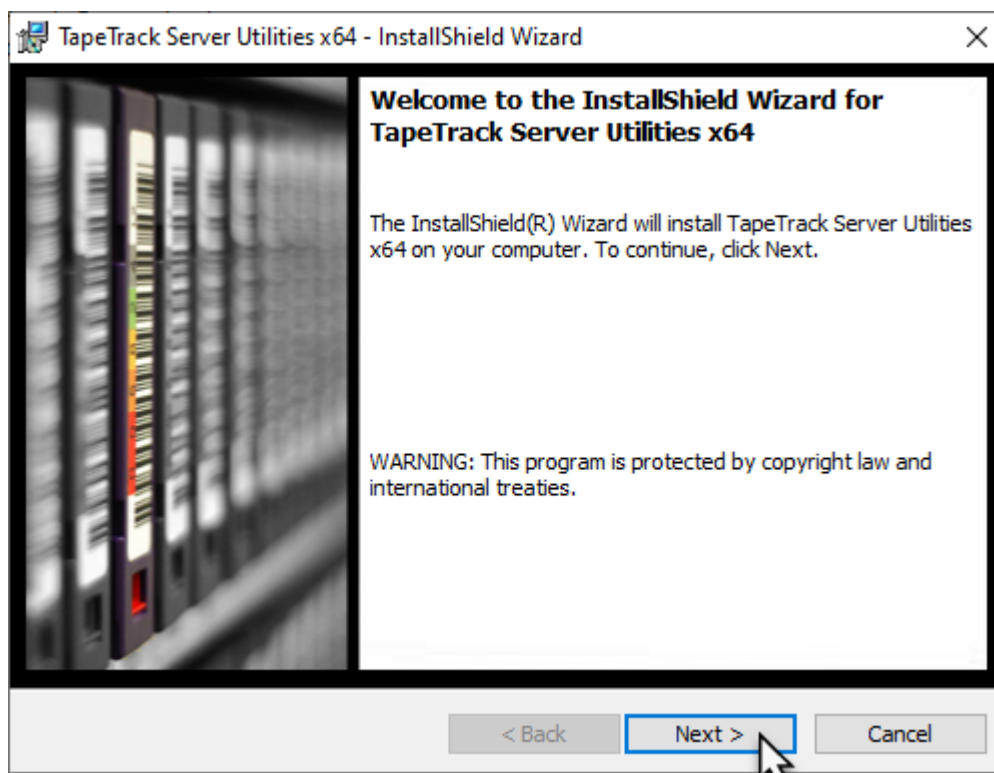 TapeTrack Server Utilities x64 - InstallShield Wizard
Welcome to the InstallShield Wizard for
TapeTrack Server Utilities x64
The InstallShield(R) Wizard will install TapeTrack Server Utilities
x64 on your computer. To continue, click Next.
WARNING: This program is protected by copyright law and
international treaties.
< Back
Next >
Cancel